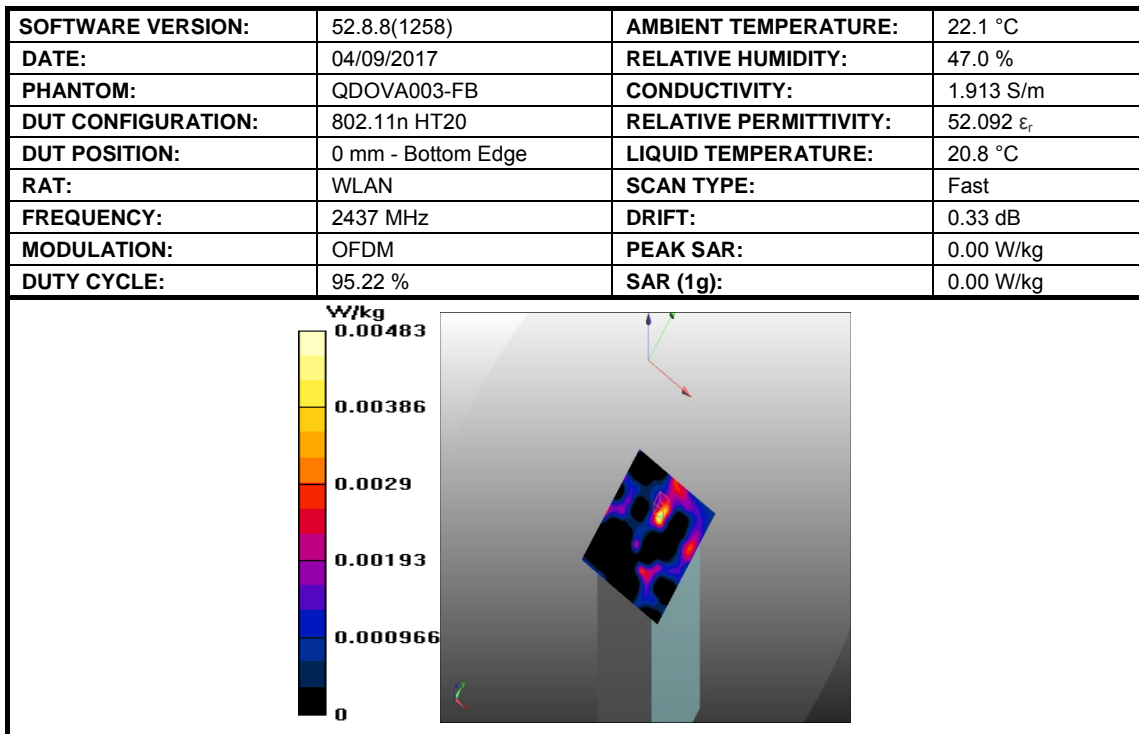 SOFTWARE VERSION: 52.8.8(1258) AMBIENT TEMPERATURE: 22.1 °C
DATE: 04/09/2017 RELATIVE HUMIDITY: 47.0 %
PHANTOM: QDOVA003-FB CONDUCTIVITY: 1.913 S/m
DUT CONFIGURATION: 802.11n HT20 RELATIVE PERMITTIVITY: 52.092 εr
DUT POSITION: 0 mm - Bottom Edge LIQUID TEMPERATURE: 20.8 °C
RAT: WLAN SCAN TYPE: Fast
FREQUENCY: 2437 MHz DRIFT: 0.33 dB
MODULATION: OFDM PEAK SAR: 0.00 W/kg
DUTY CYCLE: 95.22 % SAR (1g): 0.00 W/kg
W/kg
0.00483
0.00386
0.0029
0.00193
0.000966
0